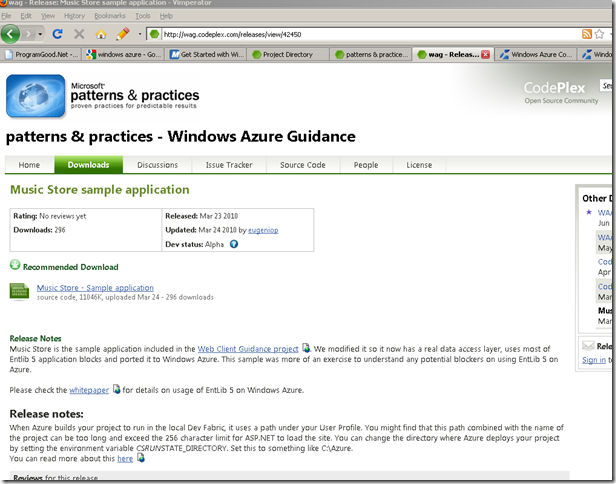 wag - Release: Music Store sample application - Vimperator
File Edit View History Bookmarks Tools Help
http://wag.codeplex.com/releases/view/42450
ProgramGood.Net - ... windows azure - Go... Get Started with Wi... Project Directory patterns & practice... wag - Releas... Windows Azure Co... Window
Microsoft
patterns & practices
proven practices for predictable results
CodePlex
Open Source Community
patterns & practices - Windows Azure Guidance
Home Downloads Discussions Issue Tracker Source Code People License
Music Store sample application
Rating: No reviews yet
Downloads: 296
Released: Mar 23 2010
Updated: Mar 24 2010 by eugeniop
Dev status: Alpha
Other D
WA
Jun
WA
May
Cod
Apr
Cod
Mar
Mus
Mar
Recommended Download
Music Store - Sample application
source code, 11046K, uploaded Mar 24 - 296 downloads
Rele
Sign in to
Release Notes
Music Store is the sample application included in the Web Client Guidance project . We modified it so it now has a real data access layer, uses most of
Entlib 5 application blocks and ported it to Windows Azure. This sample was more of an exercise to understand any potential blockers on using EntLib 5 on
Azure.
Please check the whitepaper for details on usage of EntLib 5 on Windows Azure.
Release notes:
When Azure builds your project to run in the local Dev Fabric, it uses a path under your User Profile. You might find that this path combined with the name of
the project can be too long and exceed the 256 character limit for ASP.NET to load the site. You can change the directory where Azure deploys your project
by setting the environment variable _CSRUNSTATE_DIRECTORY. Set this to something like C:\Azure.
You can read more about this here
Reviews for this release